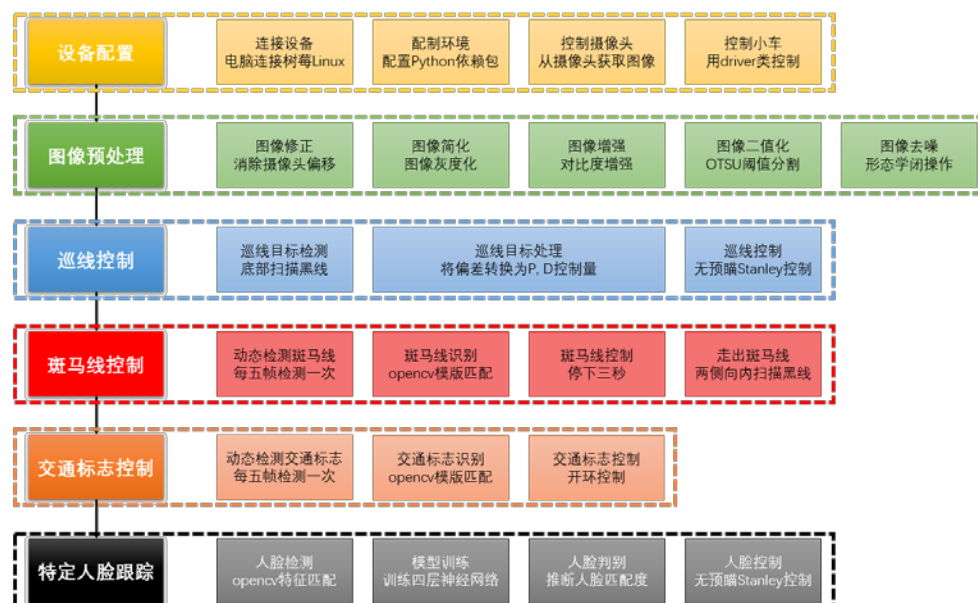 设备配置
连接设备
电脑连接树莓Linux
配制环境
配置Python依赖包
控制摄像头
从摄像头获取图像
控制小车
用driver类控制
图像预处理
图像修正
消除摄像头偏移
图像简化
图像灰度化
图像增强
对比度增强
图像二值化
OTSU阈值分割
图像去噪
形态学闭操作
巡线控制
巡线目标检测
底部扫描黑线
巡线目标处理
将偏差转换为P, D控制量
巡线控制
无预瞄Stanley控制
斑马线控制
动态检测斑马线
每五帧检测一次
斑马线识别
opencv模版匹配
斑马线控制
停下三秒
走出斑马线
两侧向内扫描黑线
交通标志控制
动态检测交通标志
每五帧检测一次
交通标志识别
opencv模版匹配
交通标志控制
开环控制
特定人脸跟踪
人脸检测
opencv特征匹配
模型训练
训练四层神经网络
人脸判别
推断人脸匹配度
人脸控制
无预瞄Stanley控制